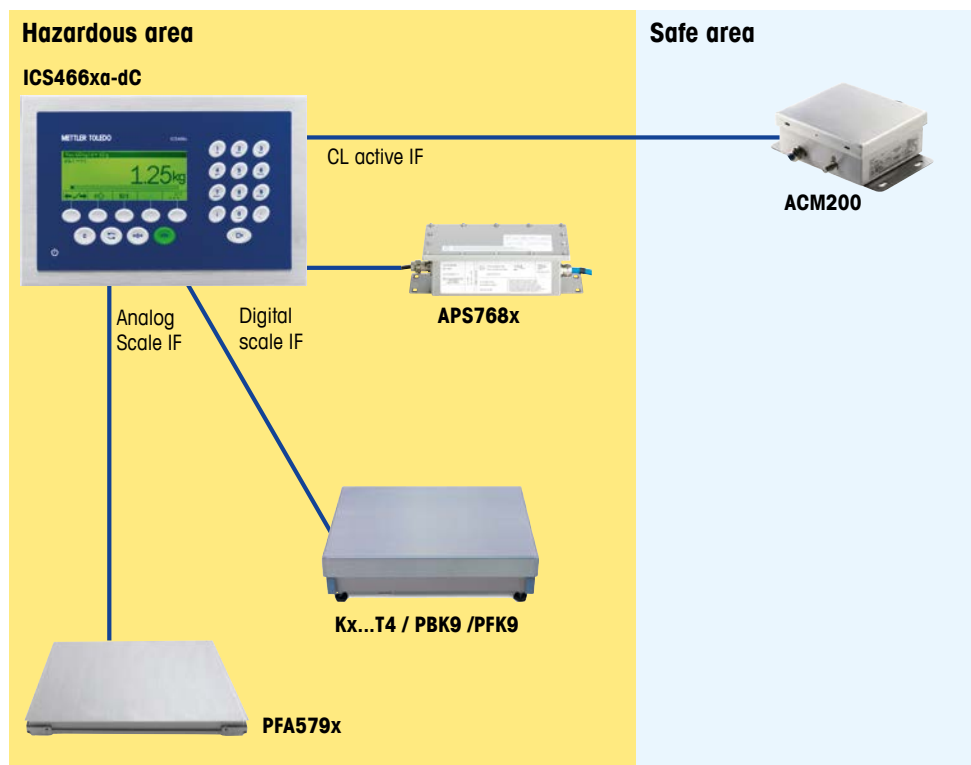 Hazardous area
Safe area
ICS466xa-dC
METTLER TOLEDO
1.25kg
CL active IF
ACM200
APS768x
Analog
Scale IF
Digital
scale IF
Kx...T4 / PBK9 /PFK9
PFA579x